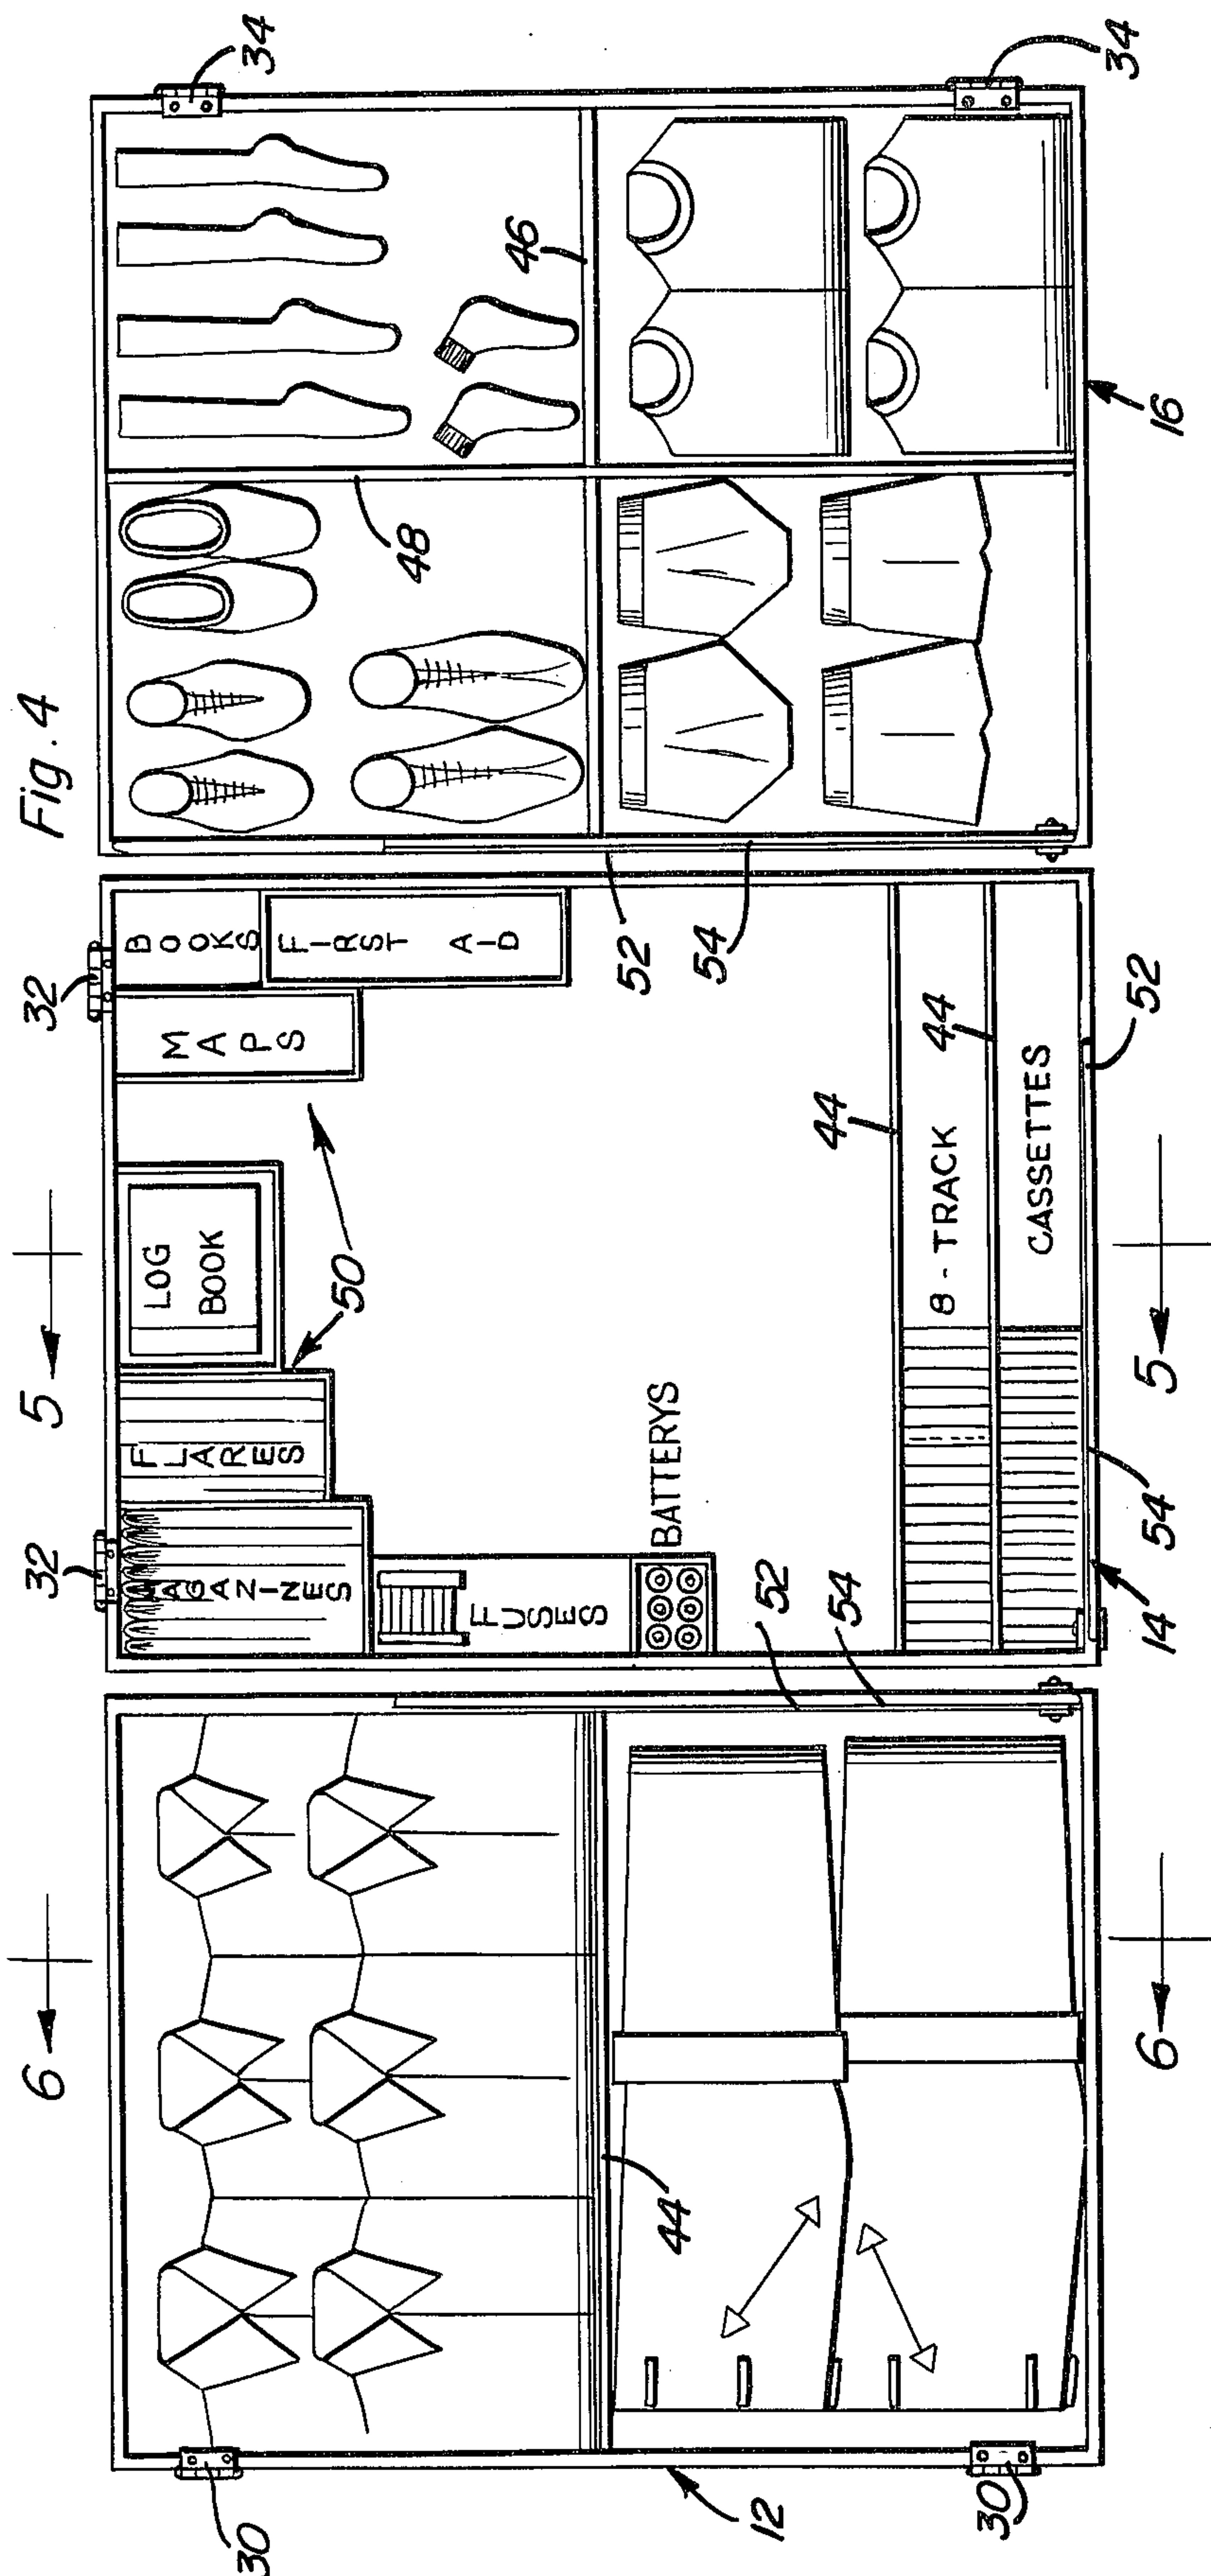 Fig. 4
5
6
32
32
34
34
30
30
MAGAZINES
FLARES
LOG
BOOK
MAPS
BOOKS
FIRST AID
FUSES
BATTERYS
50
48
46
44
44
44
8 - TRACK
CASSETTES
52
54
52
54
52
54
12
14
16
6
5